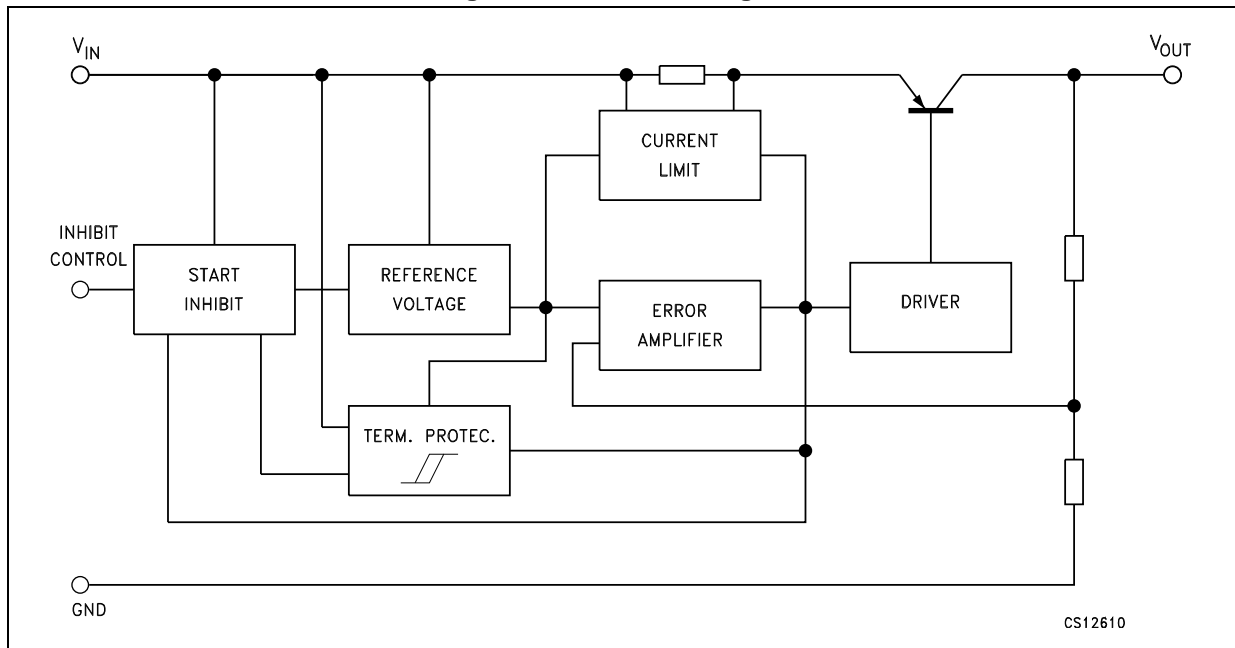 V_IN
V_OUT
CURRENT
LIMIT
INHIBIT
CONTROL
START
INHIBIT
REFERENCE
VOLTAGE
ERROR
AMPLIFIER
DRIVER
TERM. PROTEC.
GND
CS12610